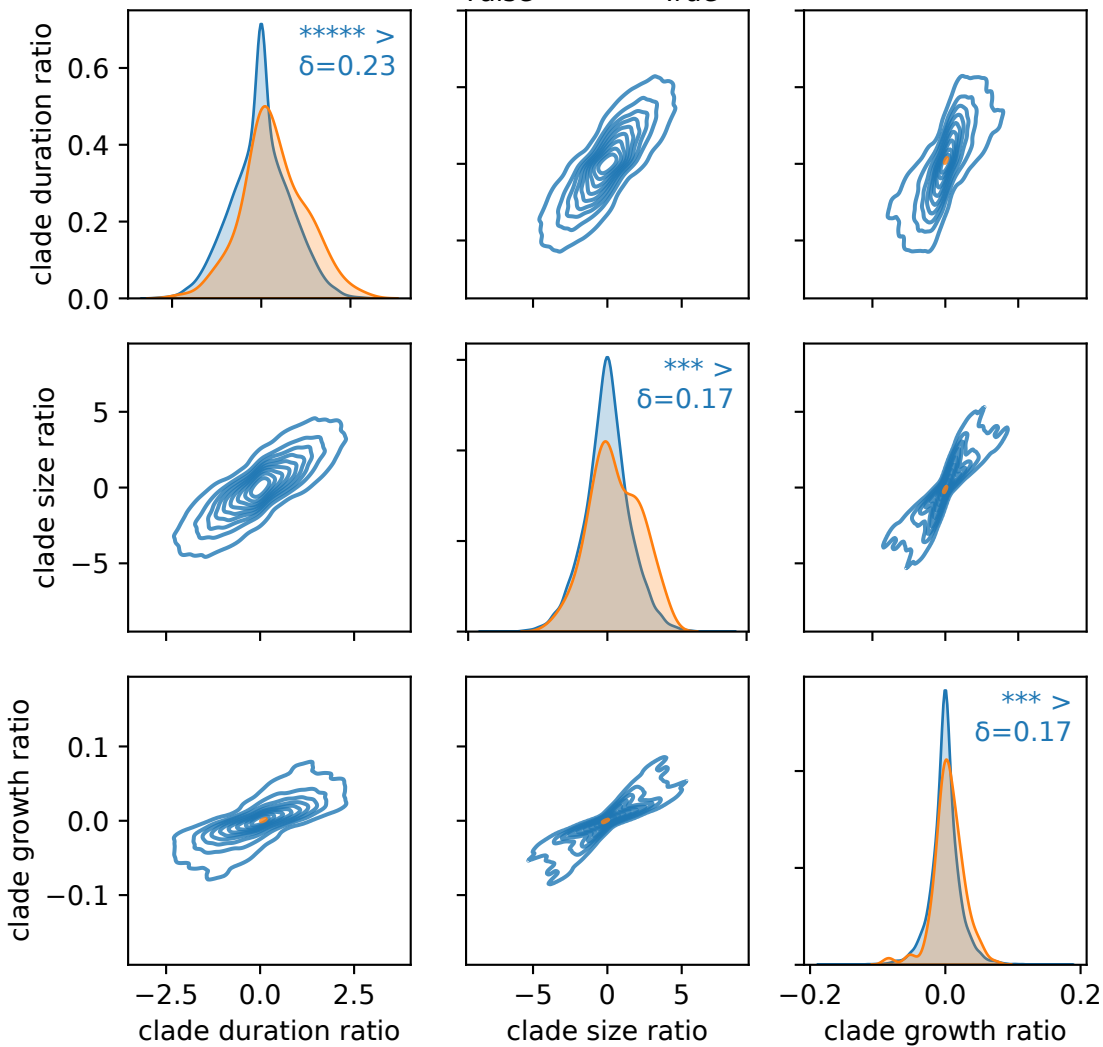 clade duration ratio
0.6
0.4
0.2
0.0
***** >
δ=0.23
clade size ratio
5
0
−5
*** >
δ=0.17
clade growth ratio
0.1
0.0
−0.1
*** >
δ=0.17
−2.5 0.0 2.5
−5 0 5
−0.2 0.0 0.2
clade duration ratio
clade size ratio
clade growth ratio